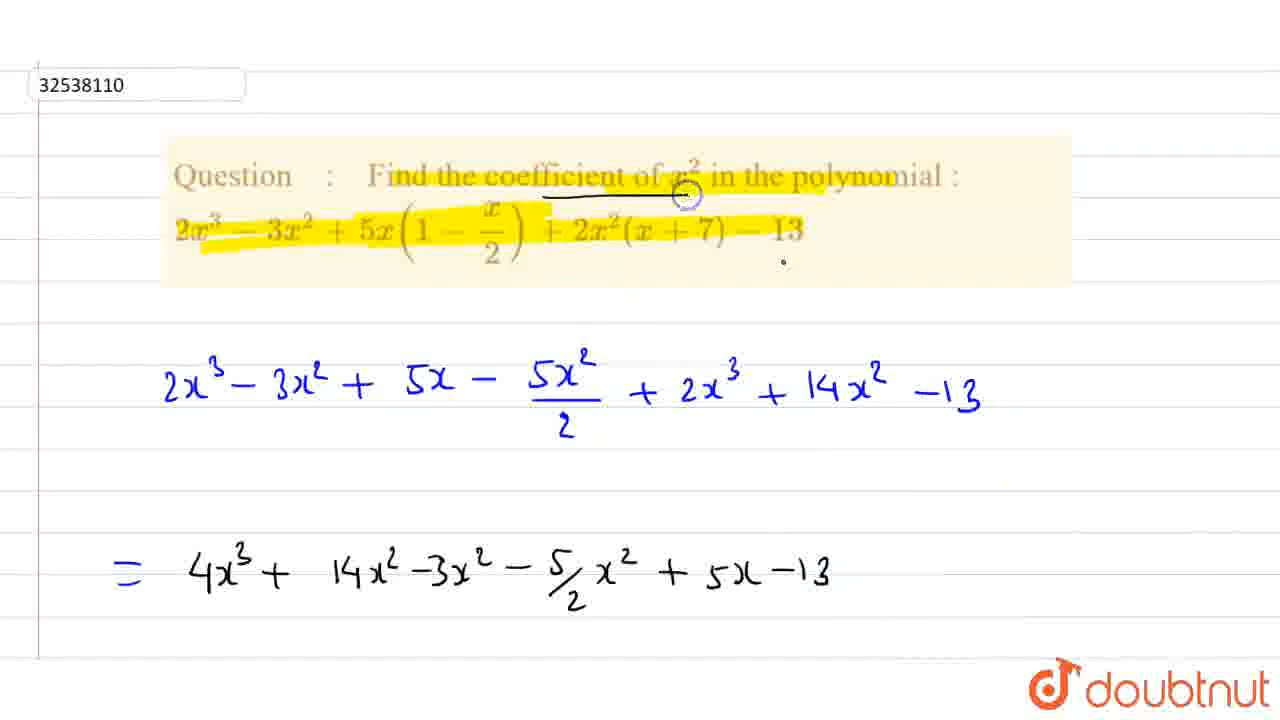 32538110
Question : Find the coefficient of x² in the polynomial :
2x³ − 3x² + 5x(1 − x/2) + 2x²(x + 7) − 13
2x³ − 3x² + 5x − 5x²/2 + 2x³ + 14x² − 13
= 4x³ + 14x² − 3x² − 5/2 x² + 5x − 13
doubtnut